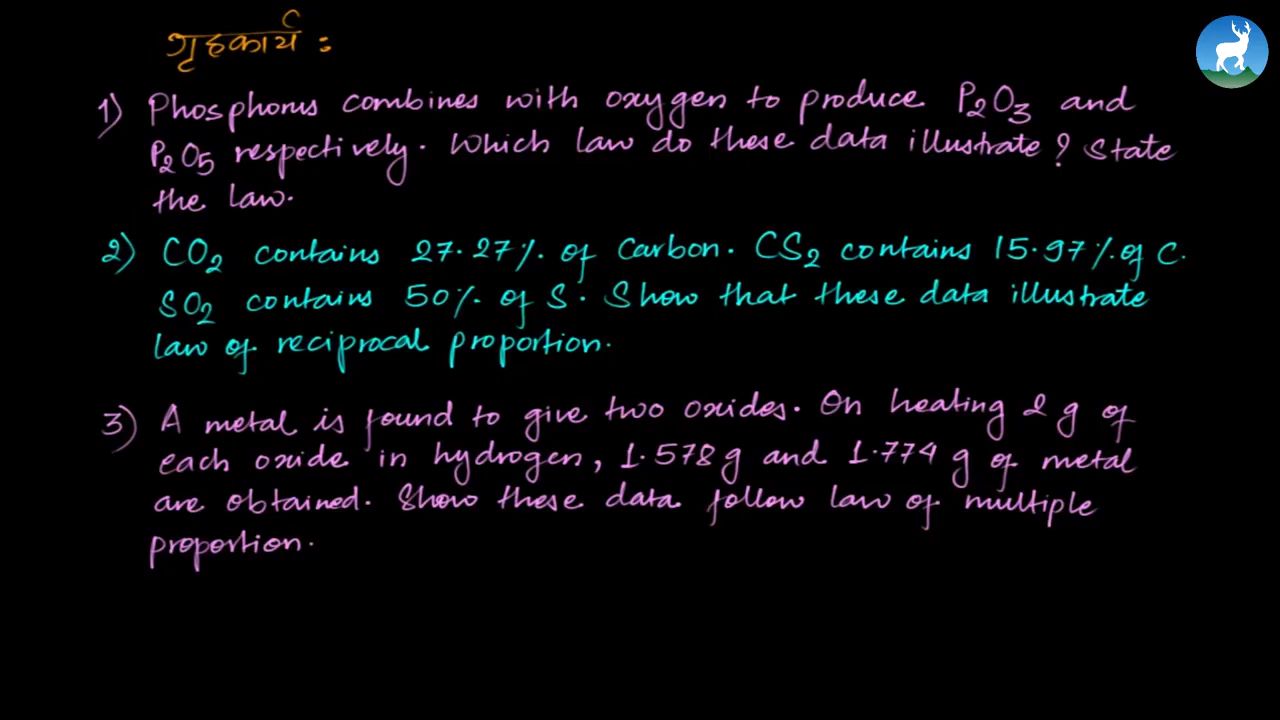 गृहकार्य :
1) Phosphorus combines with oxygen to produce P₂O₃ and
P₂O₅ respectively. Which law do these data illustrate ? State
the law.
2) CO₂ contains 27.27% of Carbon. CS₂ contains 15.97% of C.
SO₂ contains 50% of S. Show that these data illustrate
law of reciprocal proportion.
3) A metal is found to give two oxides. On heating 2 g of
each oxide in hydrogen, 1.578 g and 1.774 g of metal
are obtained. Show these data follow law of multiple
proportion.